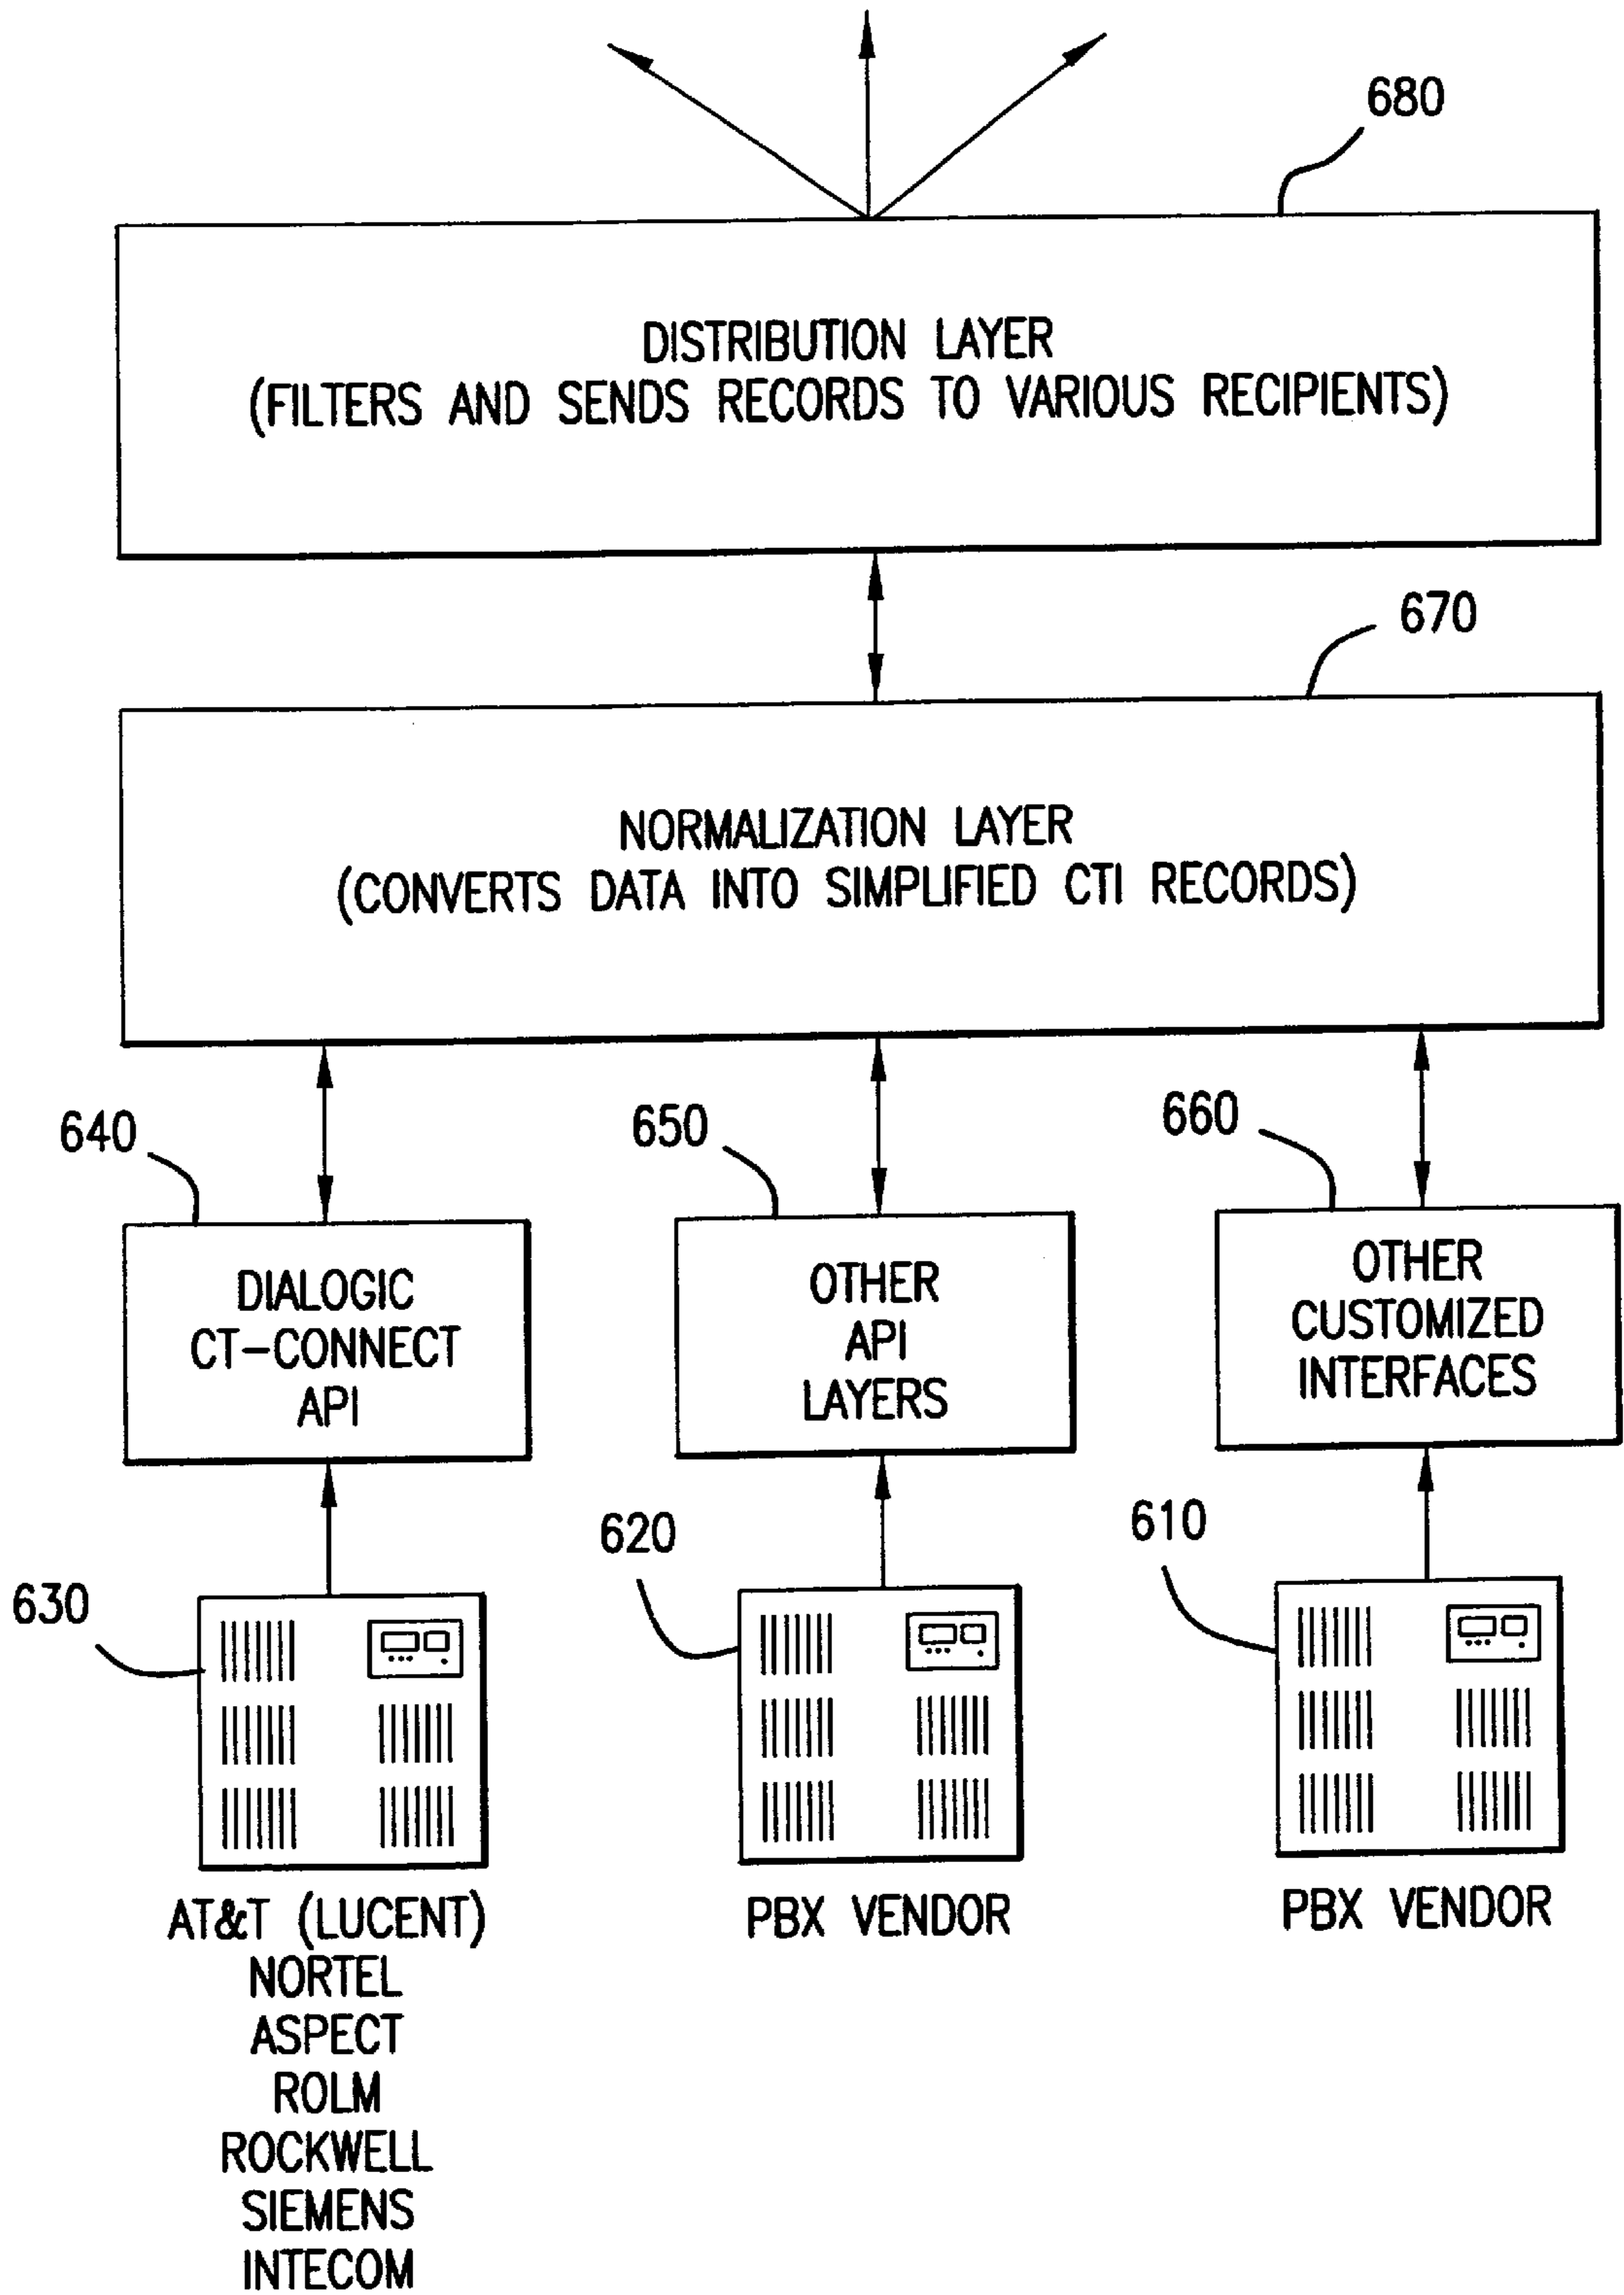 680
DISTRIBUTION LAYER
(FILTERS AND SENDS RECORDS TO VARIOUS RECIPIENTS)
670
NORMALIZATION LAYER
(CONVERTS DATA INTO SIMPLIFIED CTI RECORDS)
640
650
660
DIALOGIC
CT-CONNECT
API
OTHER
API
LAYERS
OTHER
CUSTOMIZED
INTERFACES
630
620
610
AT&T (LUCENT)
NORTEL
ASPECT
ROLM
ROCKWELL
SIEMENS
INTECOM
PBX VENDOR
PBX VENDOR